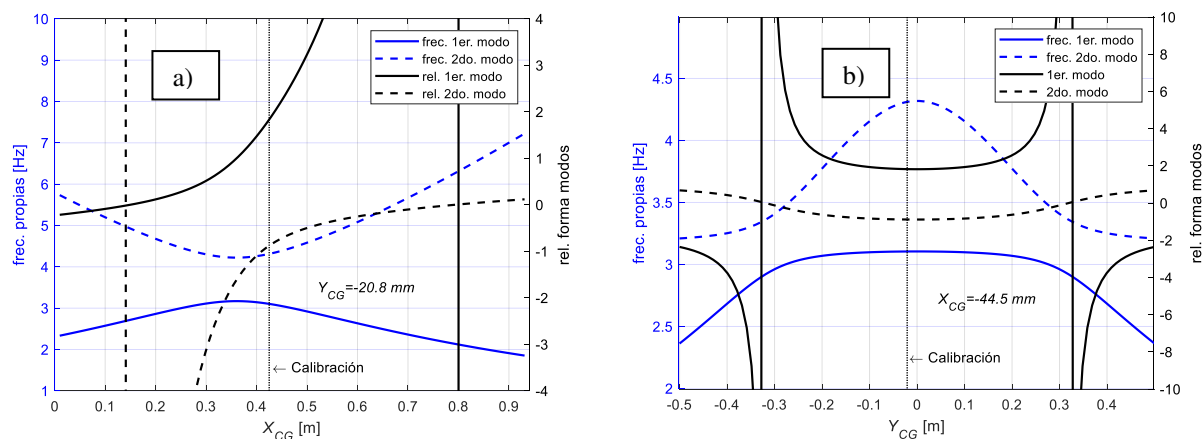 a)
frec. 1er. modo
frec. 2do. modo
rel. 1er. modo
rel. 2do. modo
10
9
8
7
6
5
4
3
2
1
frec. propias [Hz]
4
3
2
1
0
-1
-2
-3
-4
rel. forma modos
Y_CG=-20.8 mm
← Calibración
0 0.1 0.2 0.3 0.4 0.5 0.6 0.7 0.8 0.9
X_CG [m]
b)
frec. 1er. modo
frec. 2do. modo
1er. modo
2do. modo
4.5
4
3.5
3
2.5
2
frec. propias [Hz]
10
8
6
4
2
0
-2
-4
-6
-8
-10
rel. forma modos
X_CG=-44.5 mm
← Calibración
-0.5 -0.4 -0.3 -0.2 -0.1 0 0.1 0.2 0.3 0.4
Y_CG [m]